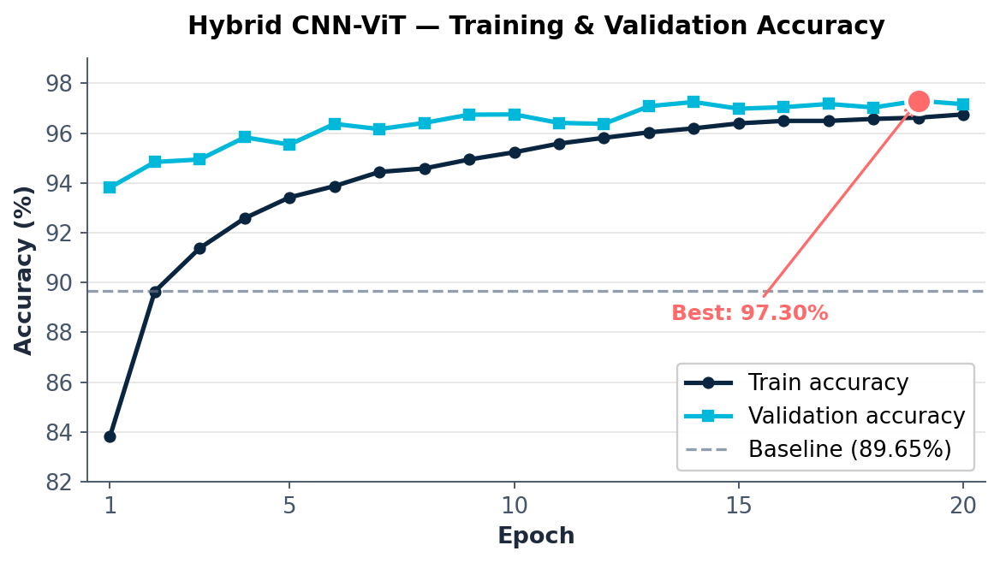 Hybrid CNN-ViT — Training & Validation Accuracy
Accuracy (%)
98
96
94
92
90
88
86
84
82
Best: 97.30%
Train accuracy
Validation accuracy
Baseline (89.65%)
1 5 10 15 20
Epoch